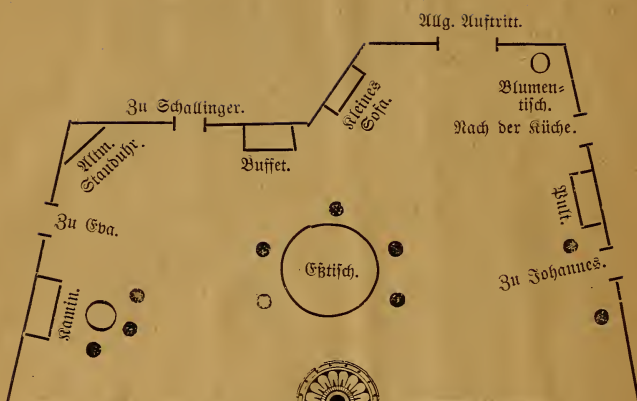 Allg. Auftritt.
Zu Schallinger.
Kleines
Sofa.
Blumen=
tisch.
Nach der Küche.
Altm.
Standuhr.
Buffet.
Pult.
Zu Eva.
Eßtisch.
Zu Johannes.
Kamin.